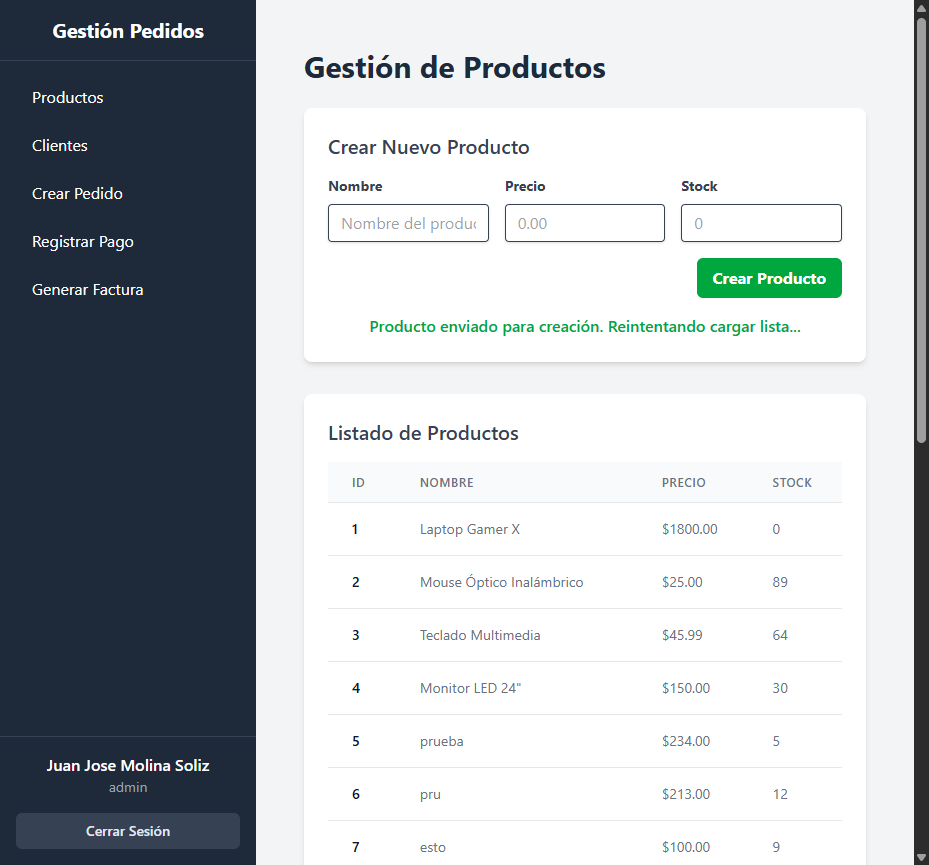 Gestión Pedidos
Productos
Clientes
Crear Pedido
Registrar Pago
Generar Factura
Juan Jose Molina Soliz
admin
Cerrar Sesión
Gestión de Productos
Crear Nuevo Producto
Nombre Precio Stock
Nombre del produc 0.00 0
Crear Producto
Producto enviado para creación. Reintentando cargar lista...
Listado de Productos
ID NOMBRE PRECIO STOCK
1 Laptop Gamer X $1800.00 0
2 Mouse Óptico Inalámbrico $25.00 89
3 Teclado Multimedia $45.99 64
4 Monitor LED 24" $150.00 30
5 prueba $234.00 5
6 pru $213.00 12
7 esto $100.00 9